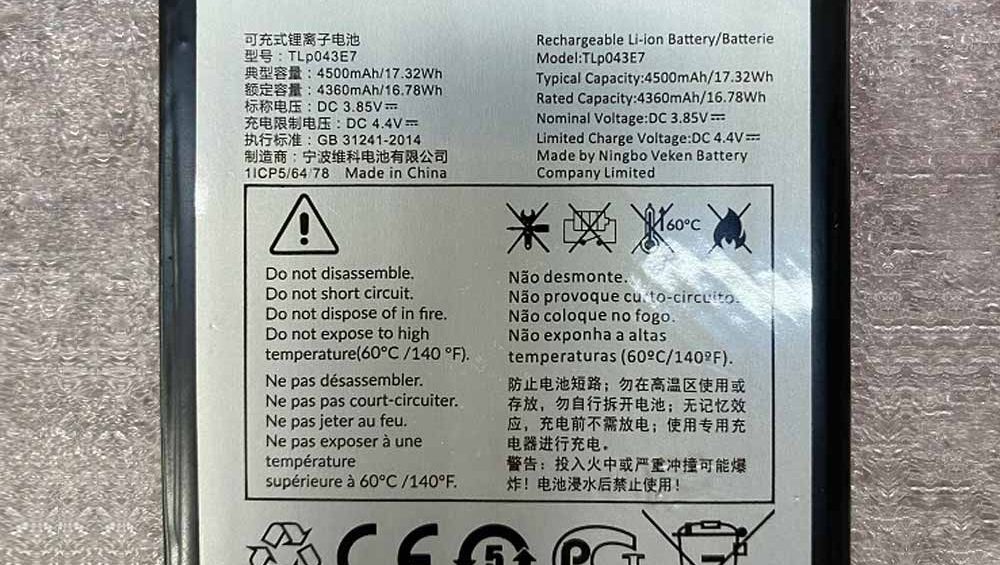 可充式锂离子电池
型号：TLp043E7
典型容量：4500mAh/17.32Wh
额定容量：4360mAh/16.78Wh
标称电压：DC 3.85V⎓
充电限制电压：DC 4.4V⎓
执行标准：GB 31241-2014
制造商：宁波维科电池有限公司
1ICP5/64/78 Made in China
Rechargeable Li-ion Battery/Batterie
Model:TLp043E7
Typical Capacity:4500mAh/17.32Wh
Rated Capacity:4360mAh/16.78Wh
Nominal Voltage:DC 3.85V⎓
Limited Charge Voltage:DC 4.4V⎓
Made by Ningbo Veken Battery
Company Limited
60°C
Do not disassemble.
Do not short circuit.
Do not dispose of in fire.
Do not expose to high
temperature(60°C /140 °F).
Ne pas désassembler.
Ne pas pas court-circuiter.
Ne pas jeter au feu.
Ne pas exposer à une
température
supérieure à 60°C /140°F.
Não desmonte.
Não provoque curto-circuito.
Não coloque no fogo.
Não exponha a altas
temperaturas (60ºC/140ºF).
防止电池短路；勿在高温区使用或
存放，勿自行拆开电池；无记忆效
应，充电前不需放电；使用专用充
电器进行充电。
警告：投入火中或严重冲撞可能爆
炸！电池浸水后禁止使用！
CE 5 PCT